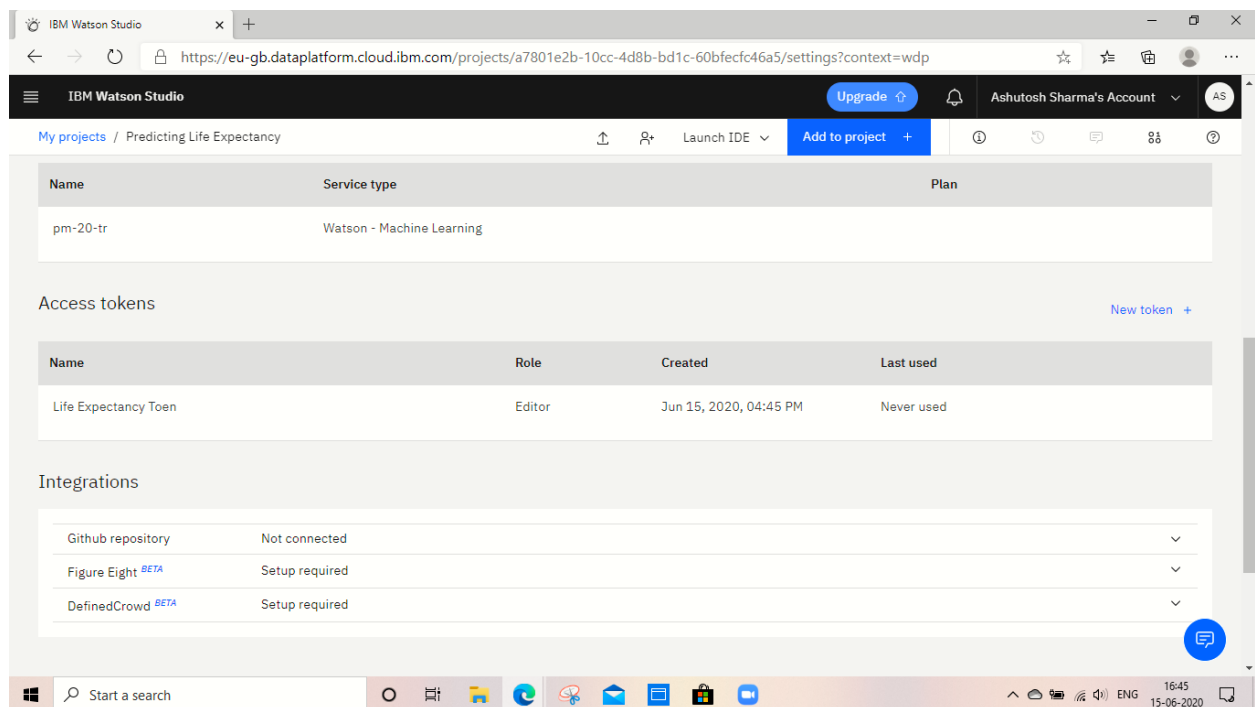 IBM Watson Studio
https://eu-gb.dataplatform.cloud.ibm.com/projects/a7801e2b-10cc-4d8b-bd1c-60bfecfc46a5/settings?context=wdp
IBM Watson Studio Upgrade Ashutosh Sharma's Account AS
My projects / Predicting Life Expectancy Launch IDE Add to project +
Name Service type Plan
pm-20-tr Watson - Machine Learning
Access tokens
New token +
Name Role Created Last used
Life Expectancy Toen Editor Jun 15, 2020, 04:45 PM Never used
Integrations
Github repository Not connected
Figure Eight BETA Setup required
DefinedCrowd BETA Setup required
Start a search ENG 16:45
15-06-2020